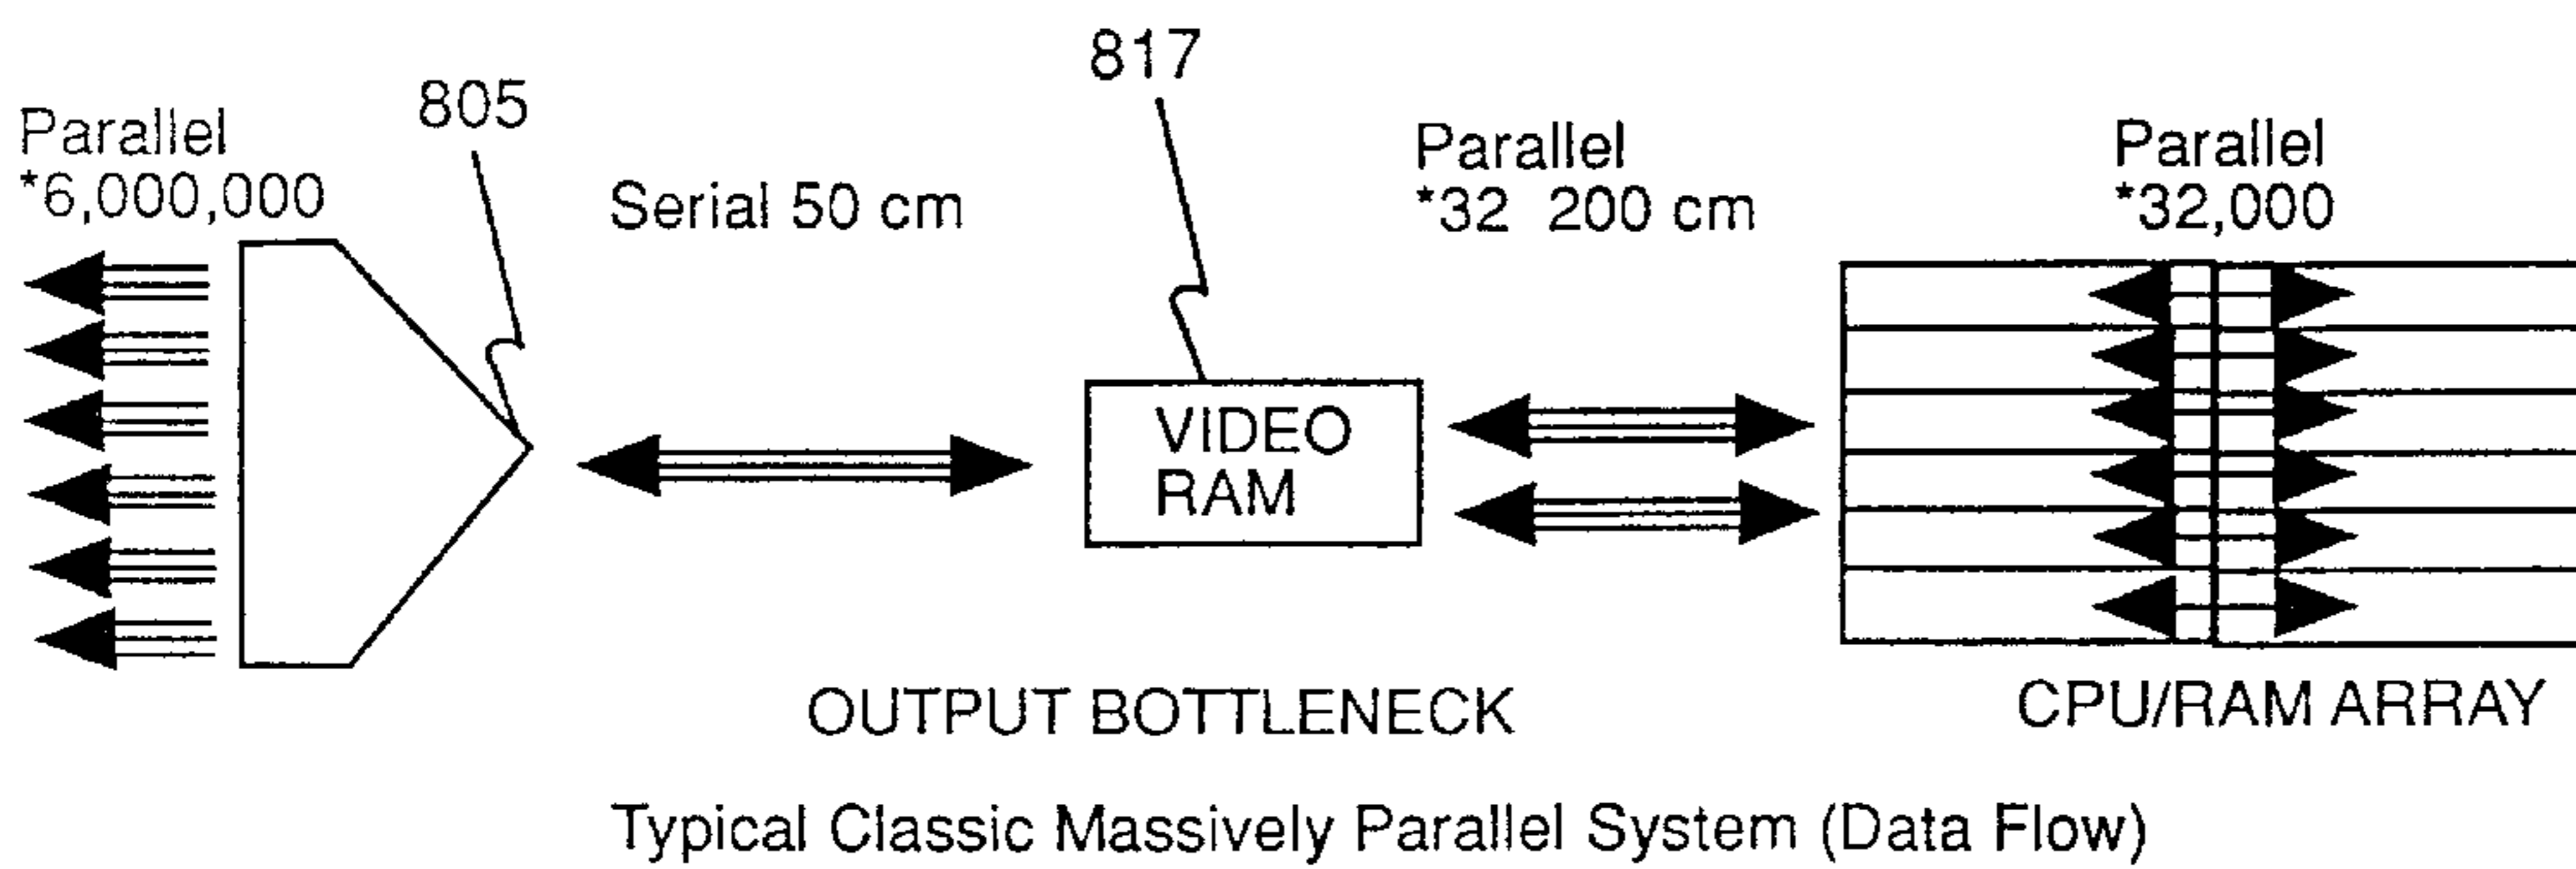 817
805
Parallel
*6,000,000
Serial 50 cm
Parallel
*32 200 cm
Parallel
*32,000
VIDEO
RAM
OUTPUT BOTTLENECK
CPU/RAM ARRAY
Typical Classic Massively Parallel System (Data Flow)